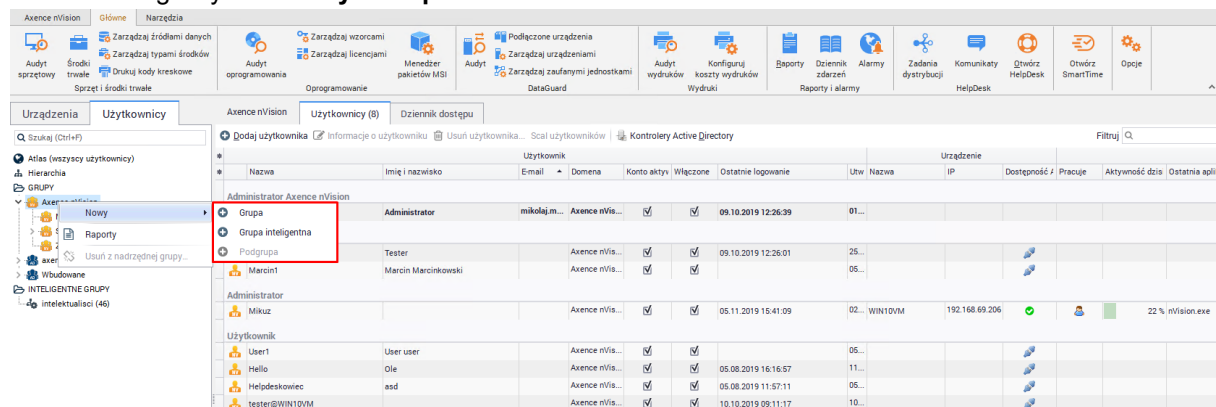 Axence nVision Główne Narzędzia
Zarządzaj źródłami danych Zarządzaj wzorcami Podłączone urządzenia
Zarządzaj typami środków Zarządzaj licencjami Zarządzaj urządzeniami
Drukuj kody kreskowe Zarządzaj zaufanymi jednostkami
Audyt sprzętowy Środki trwałe Audyt oprogramowania Menedżer pakietów MSI Audyt Audyt wydruków Konfiguruj koszty wydruków Raporty Dziennik zdarzeń Alarmy Zadania dystrybucji Komunikaty Otwórz HelpDesk Otwórz SmartTime Opcje
Sprzęt i środki trwałe Oprogramowanie DataGuard Wydruki Raporty i alarmy HelpDesk
Urządzenia Użytkownicy Axence nVision Użytkownicy (8) Dziennik dostępu
Szukaj (Ctrl+F) Dodaj użytkownika Informacje o użytkowniku Usuń użytkownika... Scal użytkowników Kontrolery Active Directory Filtruj
Atlas (wszyscy użytkownicy) Użytkownik Urządzenie
Hierarchia Nazwa Imię i nazwisko E-mail Domena Konto aktyw Włączone Ostatnie logowanie Utw Nazwa IP Dostępność Pracuje Aktywność dzis Ostatnia apli
GRUPY
Axence nVision Administrator Axence nVision
Nowy Grupa Administrator mikolaj.m... Axence nVis... 09.10.2019 12:26:39 01...
Raporty Grupa inteligentna
Usuń z nadrzędnej grupy... Podgrupa Tester Axence nVis... 09.10.2019 12:26:01 25...
Wbudowane Marcin1 Marcin Marcinkowski Axence nVis... 05...
INTELIGENTNE GRUPY Administrator
intelektualisci (46) Mikuz Axence nVis... 05.11.2019 15:41:09 02... WIN10VM 192.168.69.206 22 % nVision.exe
Użytkownik
User1 User user Axence nVis... 05...
Hello Ole Axence nVis... 05.08.2019 16:16:57 11...
Helpdeskowiec asd Axence nVis... 05.08.2019 11:57:11 05...
tester@WIN10VM Axence nVis... 10.10.2019 09:11:17 10...